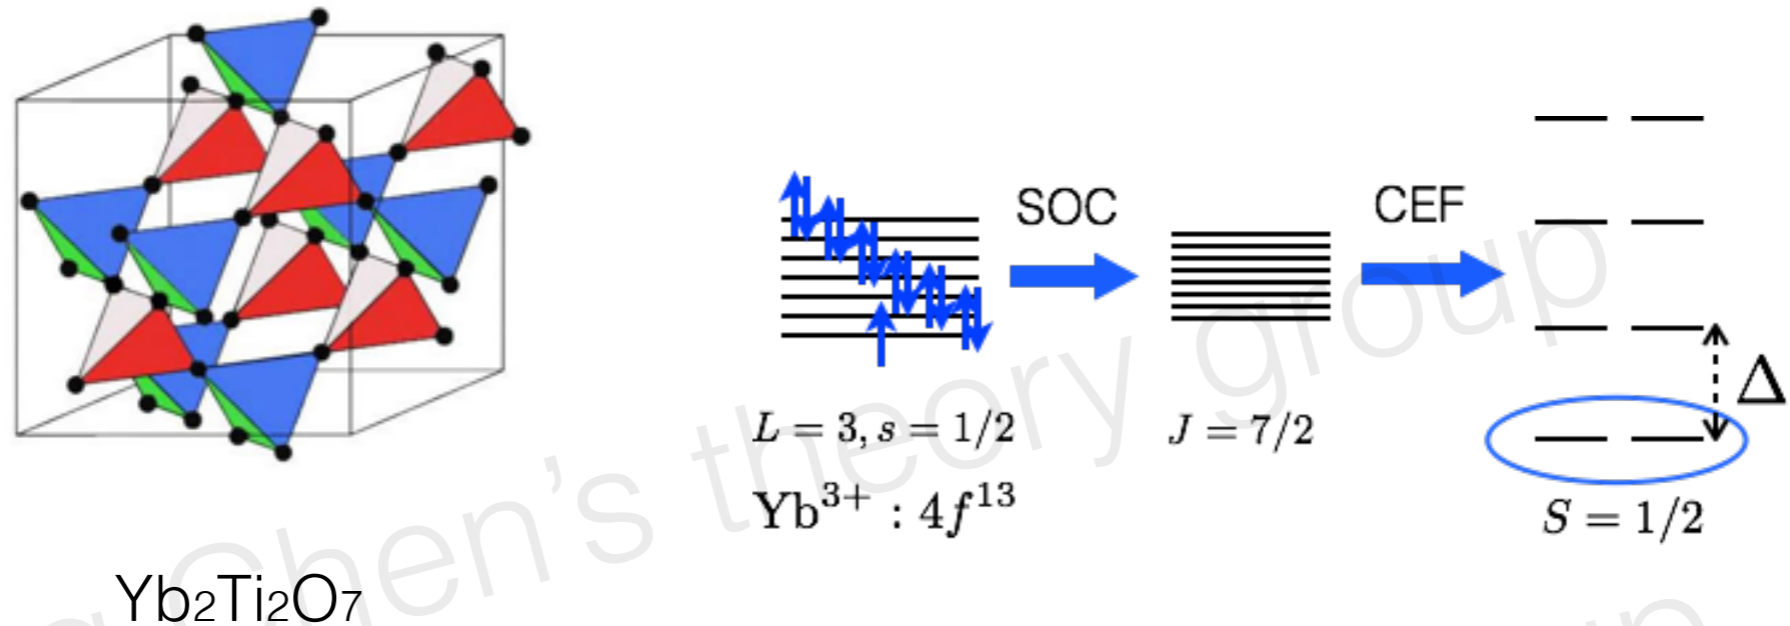 SOC
CEF
Δ
L = 3, s = 1/2
J = 7/2
Yb³⁺ : 4f¹³
S = 1/2
Yb₂Ti₂O₇
Chen's theory group